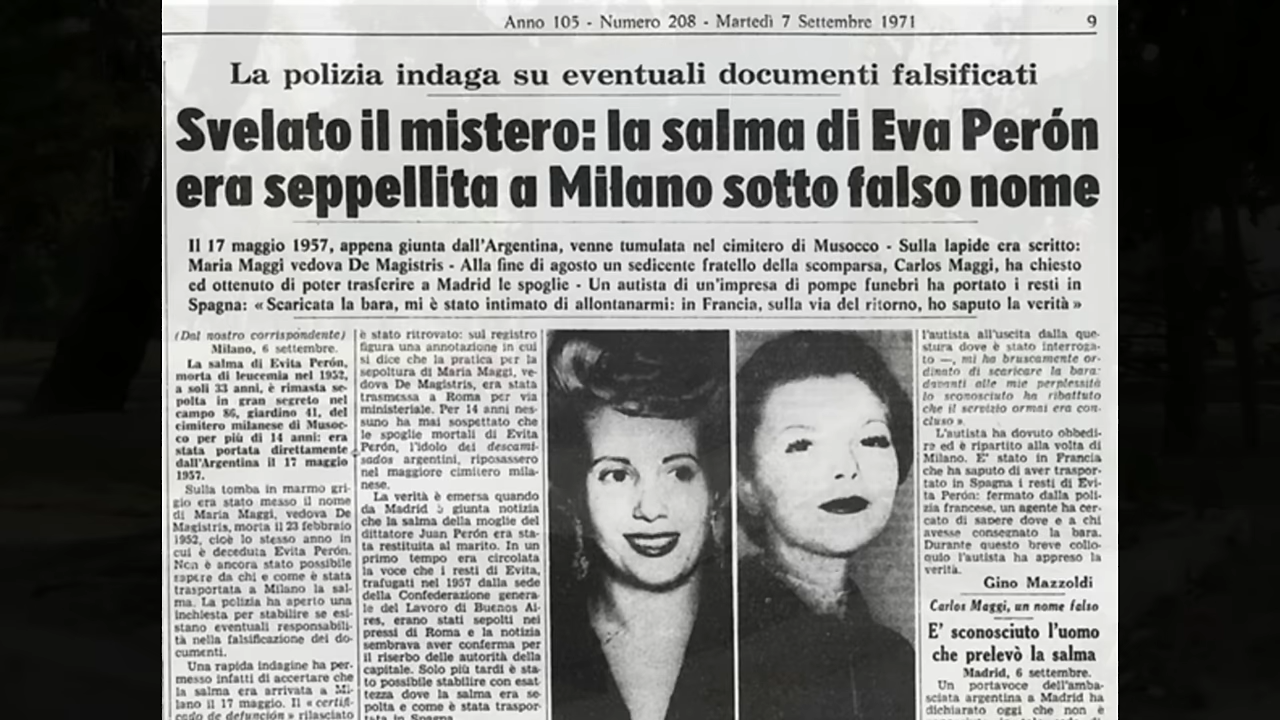 Anno 105 - Numero 208 - Martedì 7 Settembre 1971
9
La polizia indaga su eventuali documenti falsificati
Svelato il mistero: la salma di Eva Perón
era seppellita a Milano sotto falso nome
Il 17 maggio 1957, appena giunta dall'Argentina, venne tumulata nel cimitero di Musocco - Sulla lapide era scritto:
Maria Maggi vedova De Magistris - Alla fine di agosto un sedicente fratello della scomparsa, Carlos Maggi, ha chiesto
ed ottenuto di poter trasferire a Madrid le spoglie - Un autista di un'impresa di pompe funebri ha portato i resti in
Spagna: «Scaricata la bara, mi è stato intimato di allontanarmi: in Francia, sulla via del ritorno, ho saputo la verità»
(Dal nostro corrispondente)
Milano, 6 settembre.
La salma di Evita Perón,
morta di leucemia nel 1952,
a soli 33 anni, è rimasta se-
polta in gran segreto nel
campo 86, giardino 41, del
cimitero milanese di Musoc-
co per più di 14 anni: era
stata portata direttamente
dall'Argentina il 17 maggio
1957.
Sulla tomba in marmo gri-
gio era stato messo il nome
di Maria Maggi, vedova De
Magistris, morta il 23 febbraio
1952, cioè lo stesso anno in
cui è deceduta Evita Perón.
Non è ancora stato possibile
sapere da chi e come è stata
trasportata a Milano la sal-
ma. La polizia ha aperto una
inchiesta per stabilire se esi-
stano eventuali responsabili-
tà nella falsificazione dei do-
cumenti.
Una rapida indagine ha per-
messo infatti di accertare che
la salma era arrivata a Mi-
lano il 17 maggio. Il «certifi-
cado de defunción» rilasciato
è stato ritrovato: sul registro
figura una annotazione in cui
si dice che la pratica per la
sepoltura di Maria Maggi, ve-
dova De Magistris, era stata
trasmessa a Roma per via
ministeriale. Per 14 anni nes-
suno ha mai sospettato che
le spoglie mortali di Evita
Perón, l'idolo dei descami-
sados argentini, riposassero
nel maggiore cimitero mila-
nese.
La verità è emersa quando
da Madrid è giunta notizia
che la salma della moglie del
dittatore Juan Perón era sta-
ta restituita al marito. In un
primo tempo era circolata
la voce che i resti di Evita,
trafugati nel 1957 dalla sede
della Confederazione genera-
le del Lavoro di Buenos Ai-
res, erano stati sepolti nei
pressi di Roma e la notizia
sembrava aver conferma per
il riserbo delle autorità della
capitale. Solo più tardi è sta-
to possibile stabilire con esat-
tezza dove la salma era se-
polta e come è stata traspor-
tata in Spagna.
l'autista all'uscita dalla que-
stura dove è stato interroga-
to —, mi ha bruscamente or-
dinato di scaricare la bara:
davanti alle mie perplessità
lo sconosciuto ha ribattuto
che il servizio ormai era con-
cluso».
L'autista ha dovuto obbedi-
re ed è ripartito alla volta di
Milano. E' stato in Francia
che ha saputo di aver traspor-
tato in Spagna i resti di Evi-
ta Perón: fermato dalla poli-
zia francese, un agente ha cer-
cato di sapere dove e a chi
avesse consegnato la bara.
Durante questo breve collo-
quio l'autista ha appreso la
verità.
Gino Mazzoldi
Carlos Maggi, un nome falso
E' sconosciuto l'uomo
che prelevò la salma
Madrid, 6 settembre.
Un portavoce dell'amba-
sciata argentina a Madrid ha
dichiarato oggi che non è